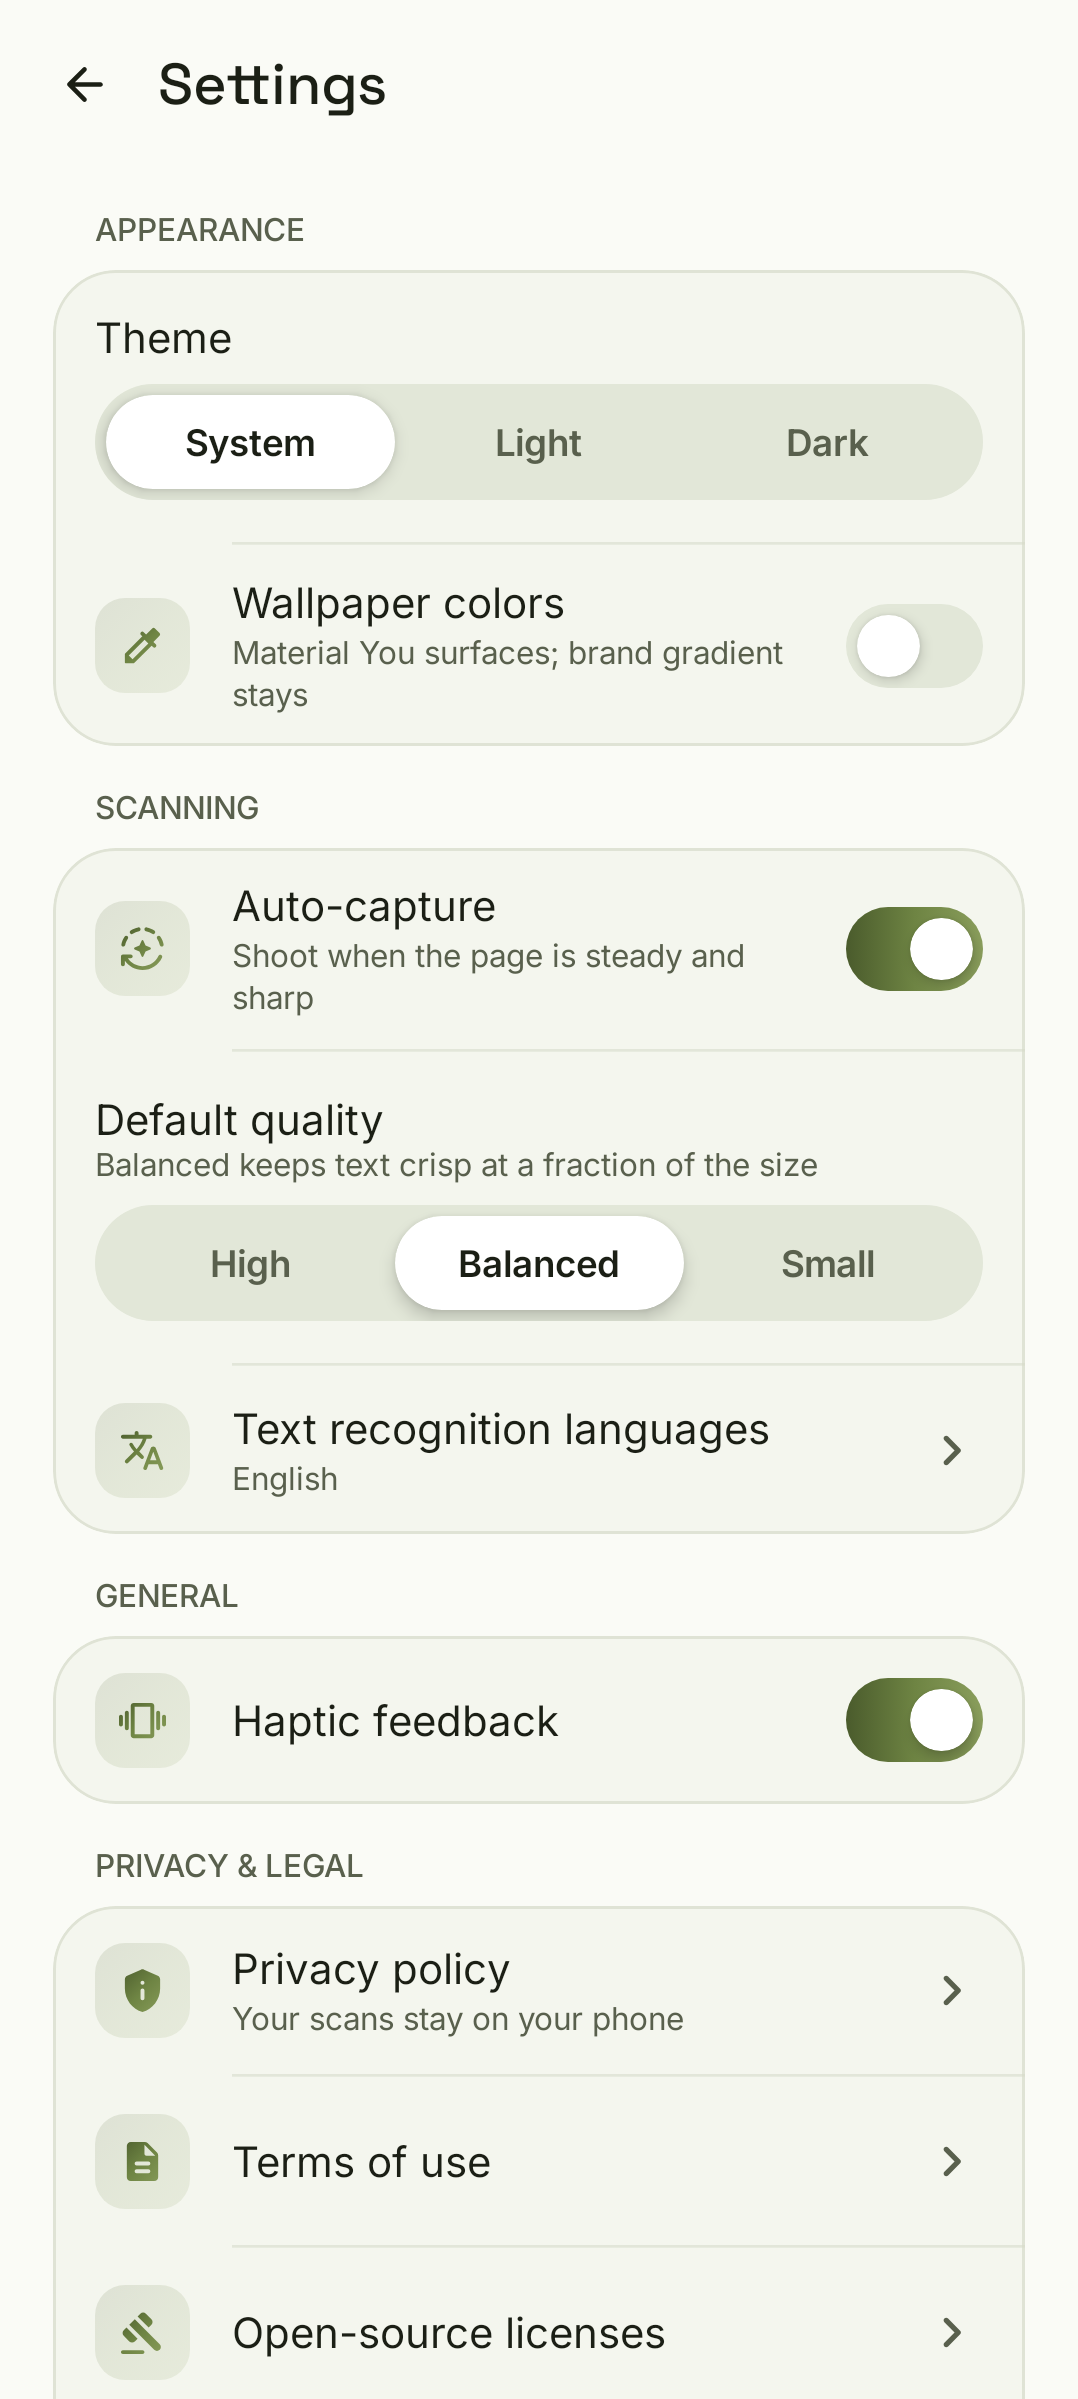 Settings
APPEARANCE
Theme
System Light Dark
Wallpaper colors
Material You surfaces; brand gradient
stays
SCANNING
Auto-capture
Shoot when the page is steady and
sharp
Default quality
Balanced keeps text crisp at a fraction of the size
High Balanced Small
Text recognition languages
English
GENERAL
Haptic feedback
PRIVACY & LEGAL
Privacy policy
Your scans stay on your phone
Terms of use
Open-source licenses